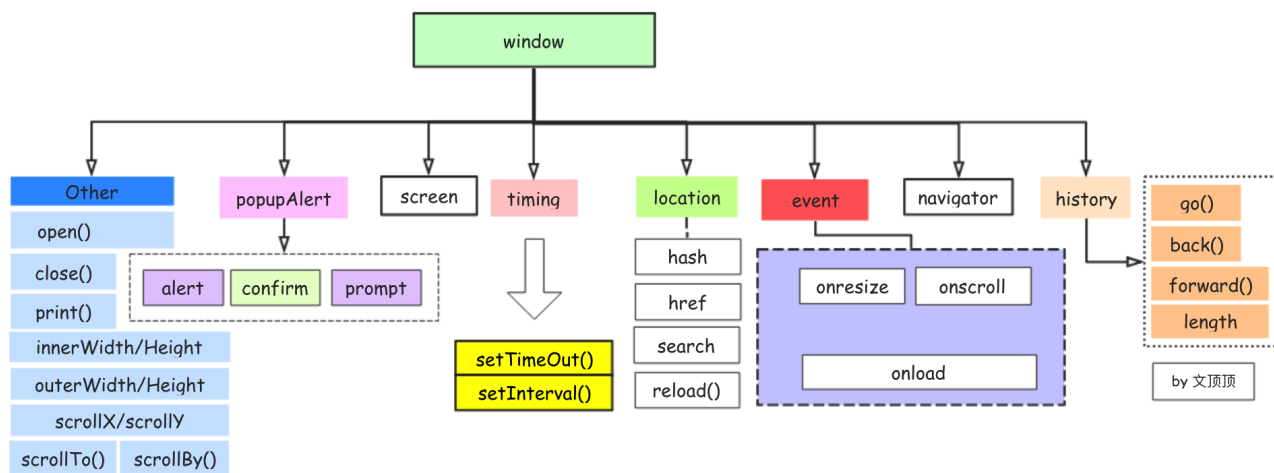 window
Other
popupAlert
screen
timing
location
event
navigator
history
open()
close()
print()
innerWidth/Height
outerWidth/Height
scrollX/scrollY
scrollTo() scrollBy()
alert confirm prompt
setTimeOut()
setInterval()
hash
href
search
reload()
onresize onscroll
onload
go()
back()
forward()
length
by 文顶顶